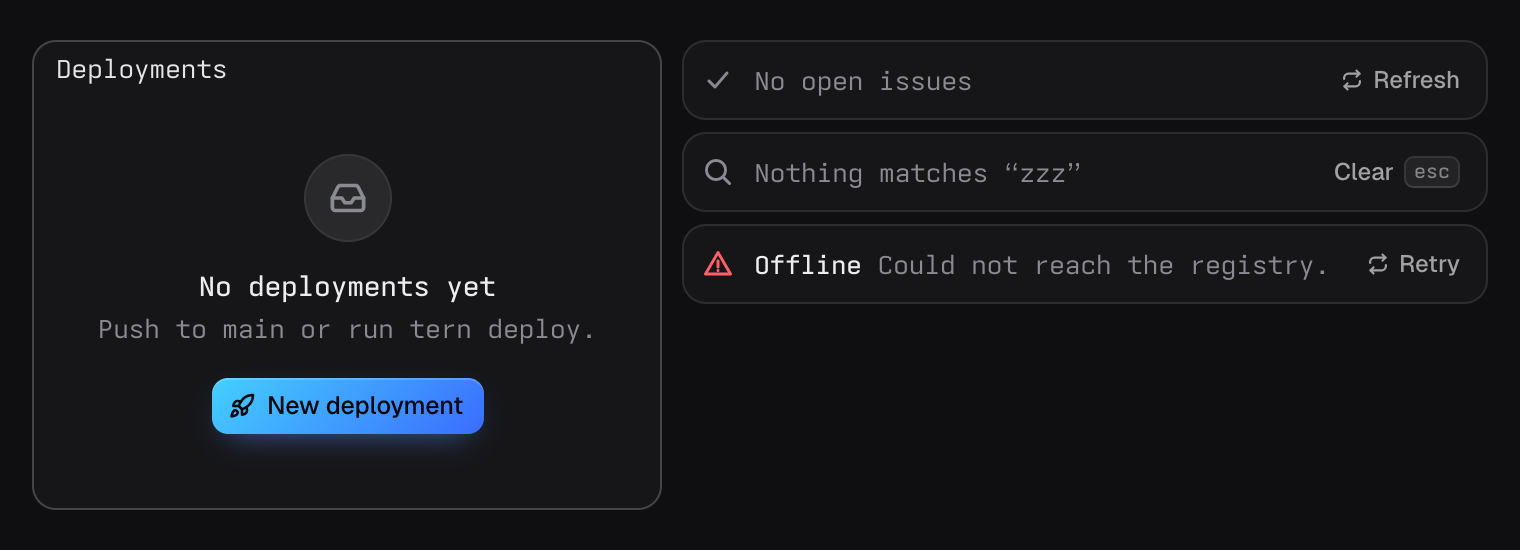 Deployments
No deployments yet
Push to main or run tern deploy.
New deployment
No open issues Refresh
Nothing matches “zzz” Clear esc
Offline Could not reach the registry. Retry